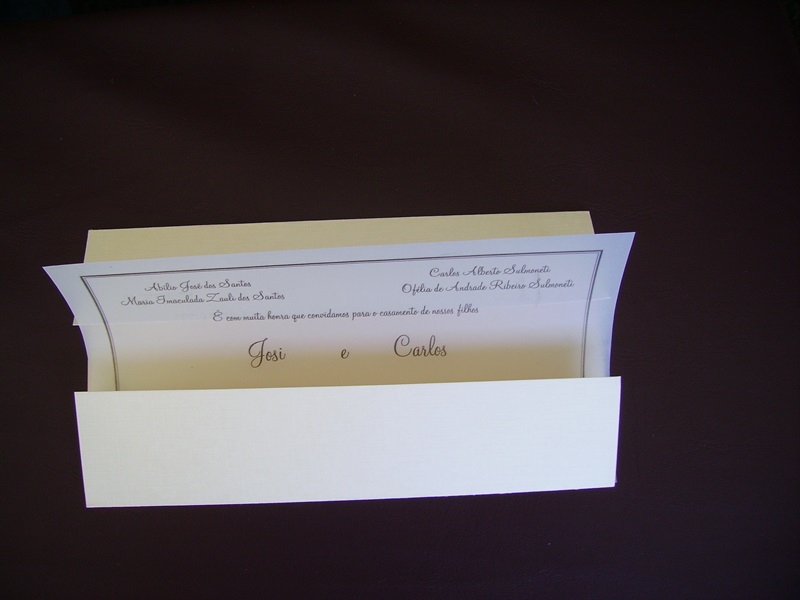 Abílio José dos Santos
Maria Imaculada Zauli dos Santos
Carlos Alberto Sulmoneti
Ofélia de Andrade Ribeiro Sulmoneti
É com muita honra que convidamos para o casamento de nossos filhos
Josi e Carlos